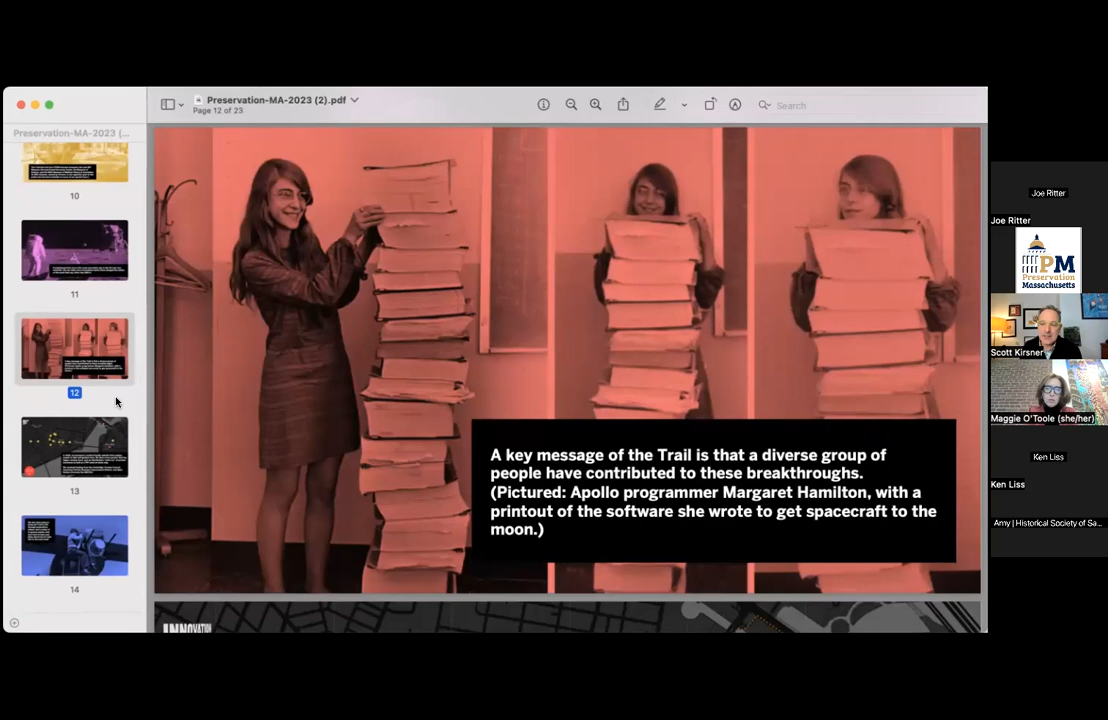 Preservation-MA-2023 (2).pdf
Page 12 of 23
Search
Preservation-MA-2023 (...
10
11
12
13
14
A key message of the Trail is that a diverse group of
people have contributed to these breakthroughs.
(Pictured: Apollo programmer Margaret Hamilton, with a
printout of the software she wrote to get spacecraft to the
moon.)
INNOVATION
Joe Ritter
Joe Ritter
PM
Preservation
Massachusetts
Scott Kirsner
Maggie O'Toole (she/her)
Ken Liss
Ken Liss
Amy | Historical Society of Sa...